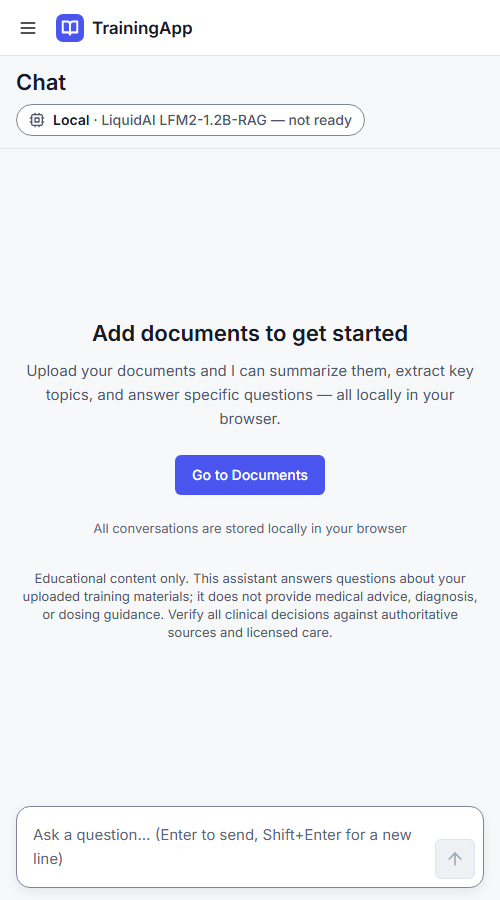 TrainingApp
Chat
Local · LiquidAI LFM2-1.2B-RAG — not ready
Add documents to get started
Upload your documents and I can summarize them, extract key
topics, and answer specific questions — all locally in your
browser.
Go to Documents
All conversations are stored locally in your browser
Educational content only. This assistant answers questions about your
uploaded training materials; it does not provide medical advice, diagnosis,
or dosing guidance. Verify all clinical decisions against authoritative
sources and licensed care.
Ask a question... (Enter to send, Shift+Enter for a new
line)